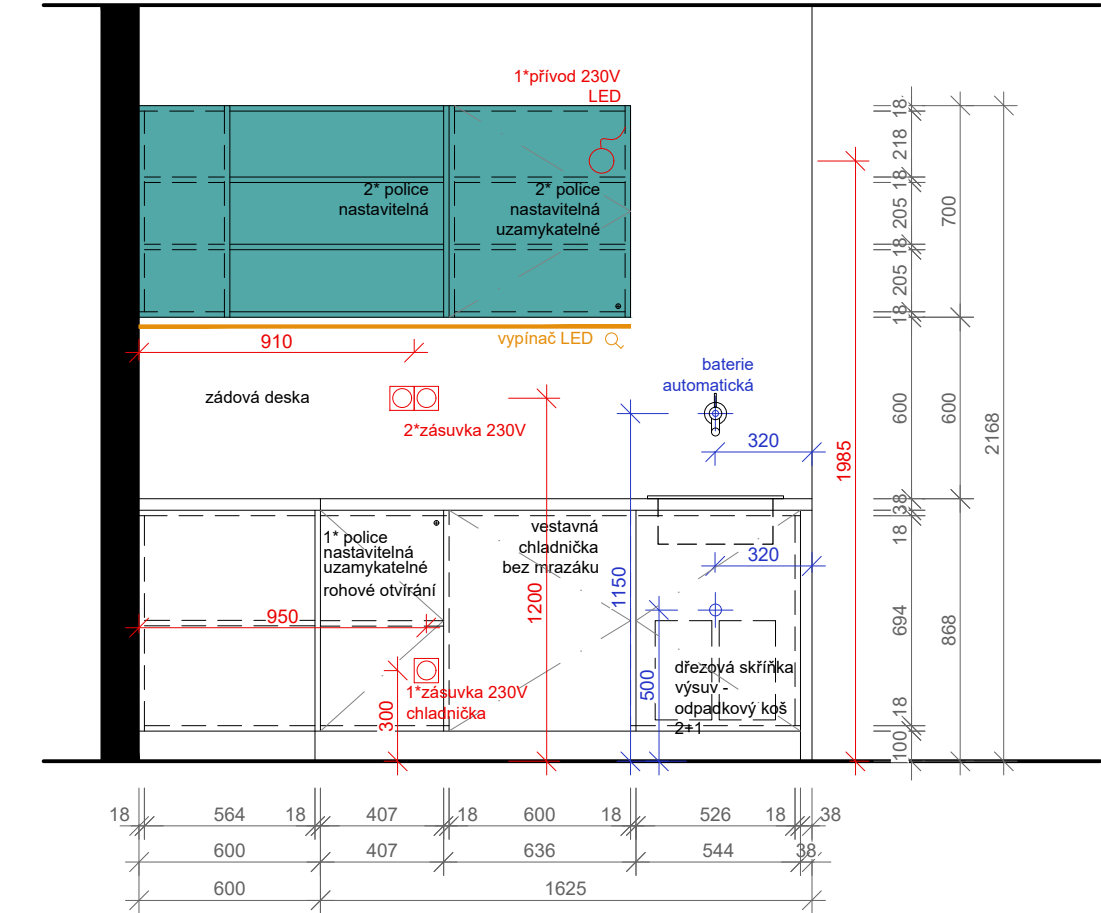 1*přívod 230V
LED
2* police
nastavitelná
2* police
nastavitelná
uzamykatelné
vypínač LED
910
zádová deska
2*zásuvka 230V
baterie
automatická
320
1985
1* police
nastavitelná
uzamykatelné
rohové otvírání
vestavná
chladnička
bez mrazáku
950
1200
1150
320
500
300
1*zásuvka 230V
chladnička
dřezová skříňka
výsuv -
odpadkový koš
2+1
18
218
18
205
18
205
18
600
38
18
694
18
100
700
600
868
2168
18 564 18 407 18 600 18 526 18 38
600 407 636 544 38
600 1625